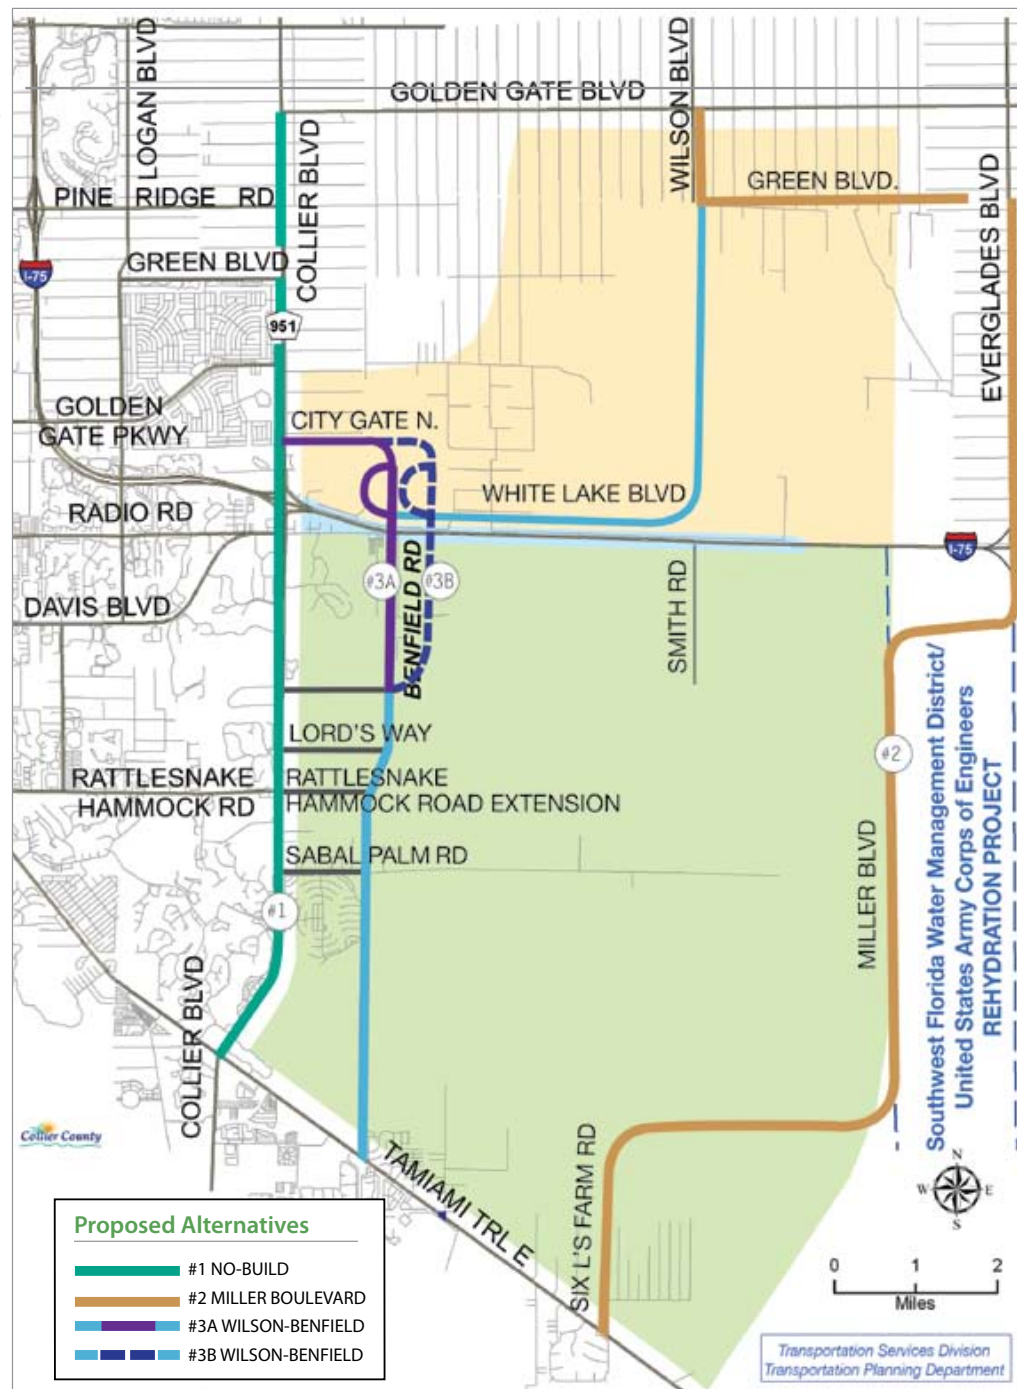 LOGAN BLVD
WILSON BLVD
GOLDEN GATE BLVD
COLLIER BLVD
PINE RIDGE RD
GREEN BLVD.
EVERGLADES BLVD
GREEN BLVD
I-75
951
GOLDEN
GATE PKWY
CITY GATE N.
WHITE LAKE BLVD
RADIO RD
I-75
#3A
#3B
BENFIELD RD
SMITH RD
DAVIS BLVD
LORD'S WAY
RATTLESNAKE
HAMMOCK RD
RATTLESNAKE
HAMMOCK ROAD EXTENSION
#2
SABAL PALM RD
#1
MILLER BLVD
Southwest Florida Water Management District/
United States Army Corps of Engineers
REHYDRATION PROJECT
COLLIER BLVD
Collier County
TAMIAMI TRL E
SIX L'S FARM RD
N
W
E
S
0 1 2
Miles
Proposed Alternatives
#1 NO-BUILD
#2 MILLER BOULEVARD
#3A WILSON-BENFIELD
#3B WILSON-BENFIELD
Transportation Services Division
Transportation Planning Department